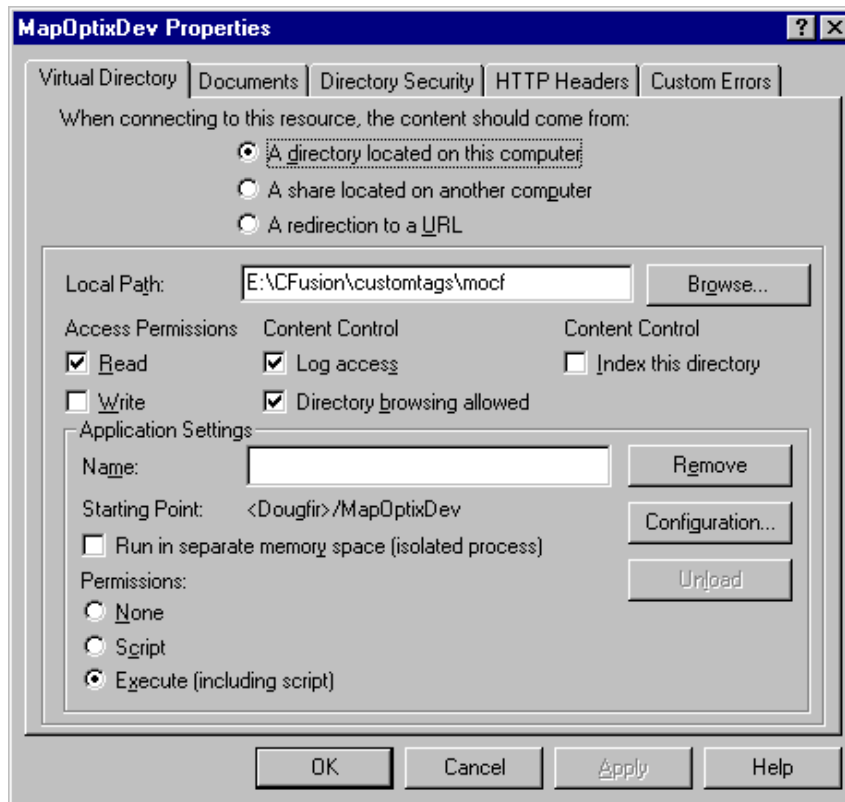 MapOptixDev Properties
Virtual Directory Documents Directory Security HTTP Headers Custom Errors
When connecting to this resource, the content should come from:
A directory located on this computer
A share located on another computer
A redirection to a URL
Local Path: E:\CFusion\customtags\mocf Browse...
Access Permissions Content Control Content Control
Read Log access Index this directory
Write Directory browsing allowed
Application Settings
Name: Remove
Starting Point: <Dougfir>/MapOptixDev Configuration...
Run in separate memory space (isolated process)
Permissions: Unload
None
Script
Execute (including script)
OK Cancel Apply Help